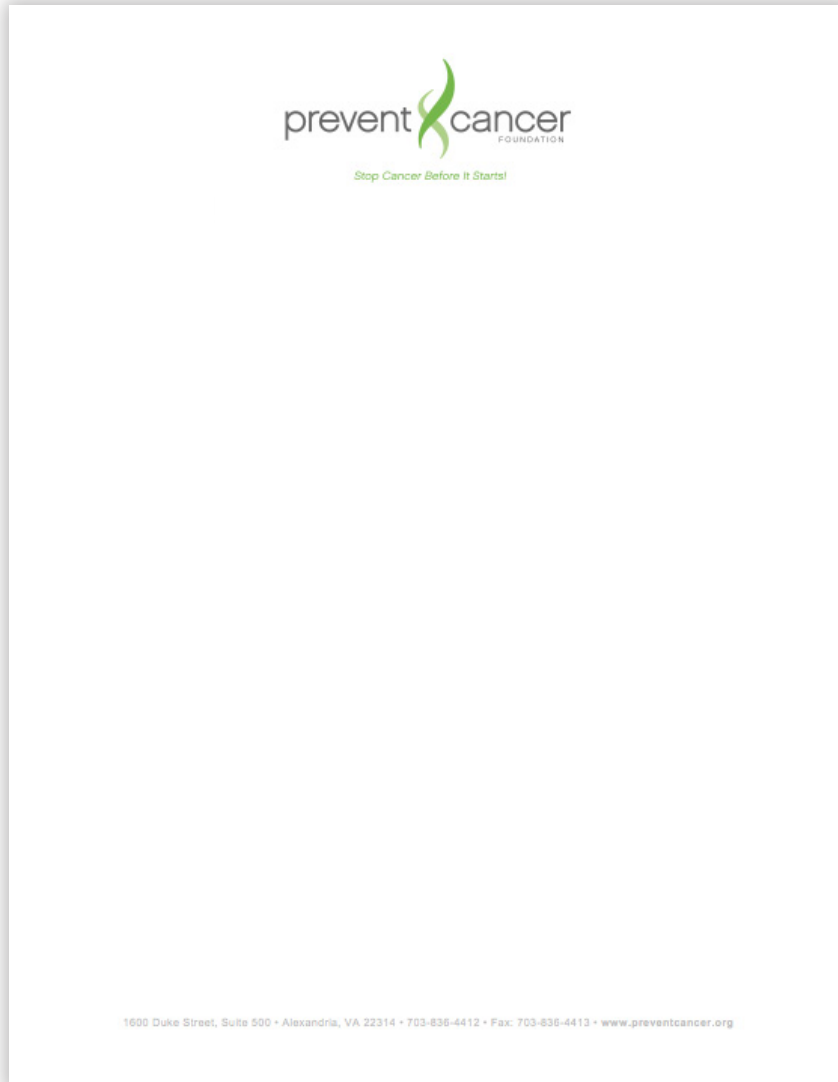 prevent cancer
FOUNDATION
Stop Cancer Before It Starts!
1600 Duke Street, Suite 500 • Alexandria, VA 22314 • 703-836-4412 • Fax: 703-836-4413 • www.preventcancer.org